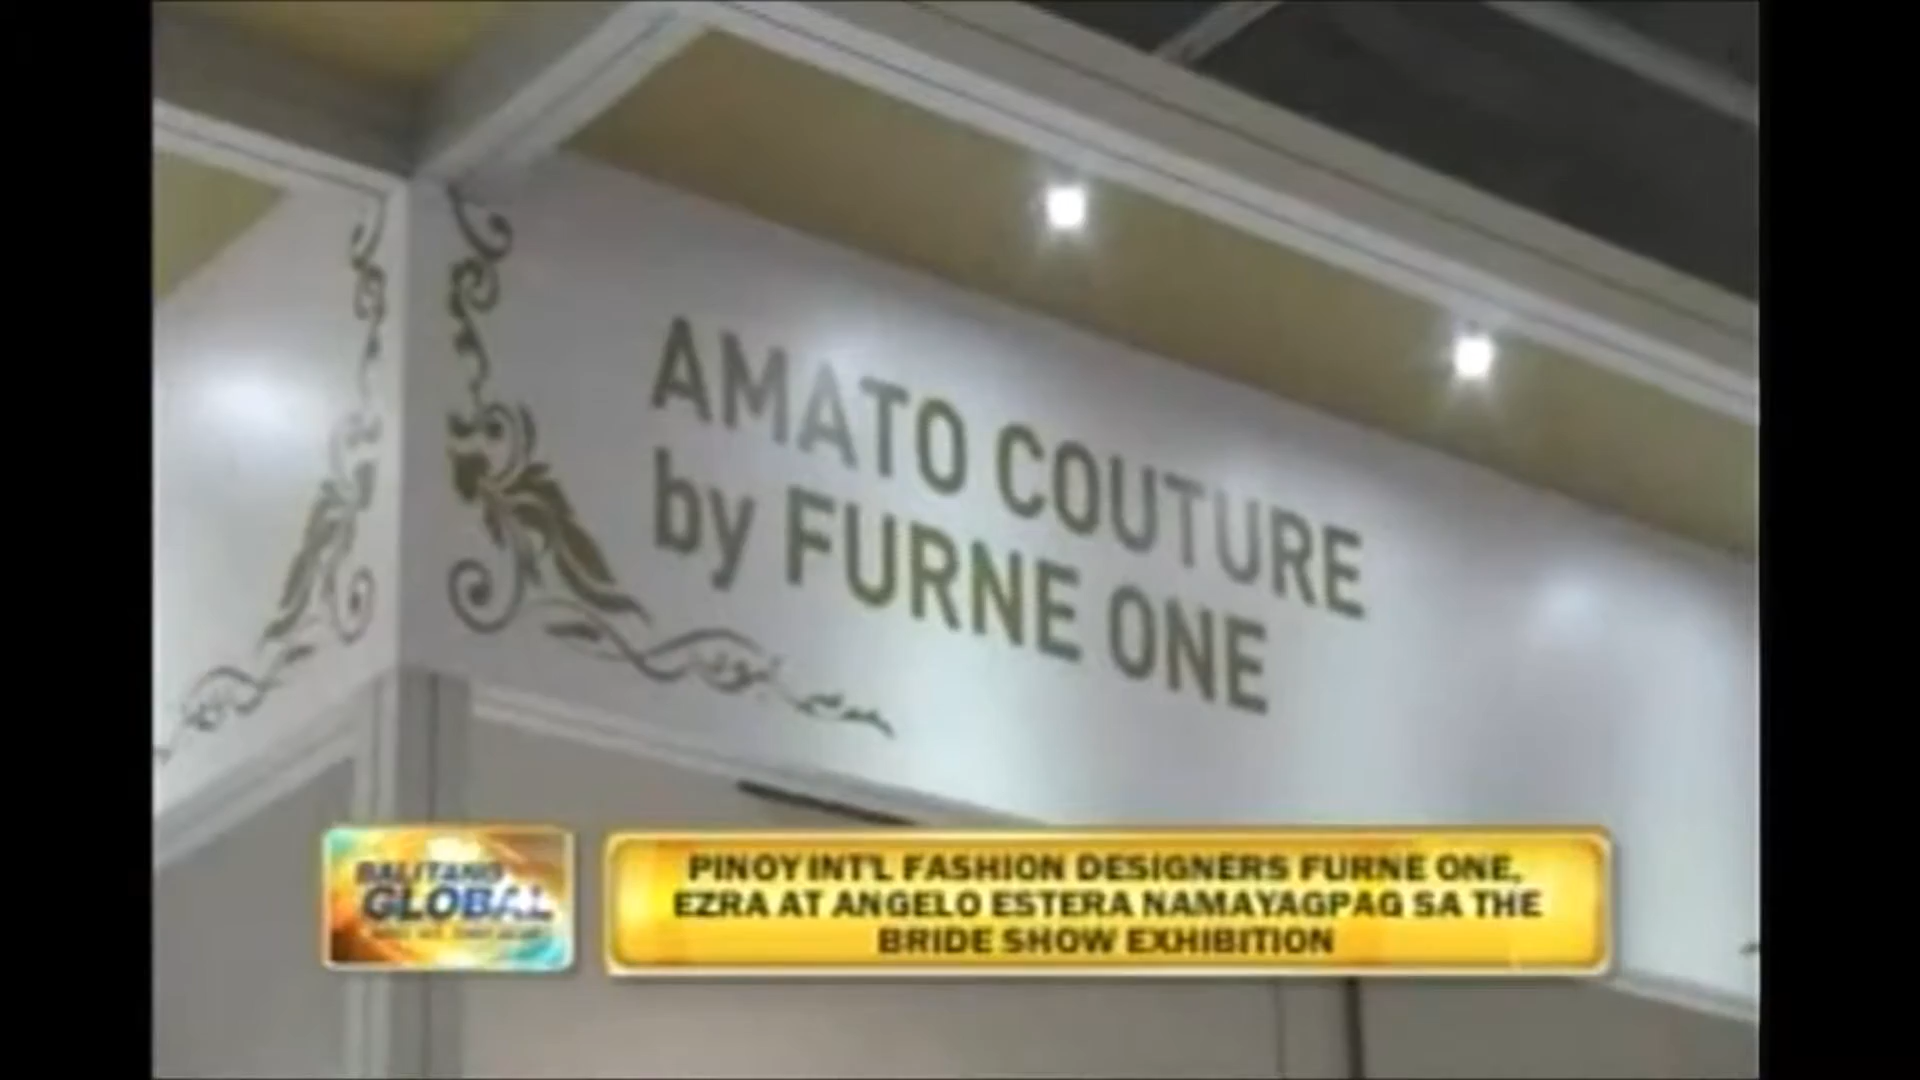 AMATO COUTURE
by FURNE ONE
BALITANG
GLOBAL
PINOY INT'L FASHION DESIGNERS FURNE ONE,
EZRA AT ANGELO ESTERA NAMAYAGPAG SA THE
BRIDE SHOW EXHIBITION